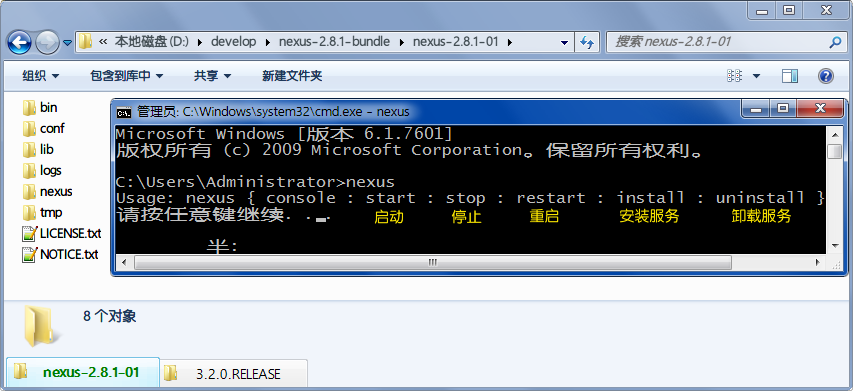 « 本地磁盘 (D:) ▸ develop ▸ nexus-2.8.1-bundle ▸ nexus-2.8.1-01 ▸
搜索 nexus-2.8.1-01
组织 包含到库中 共享 新建文件夹
bin
conf
lib
logs
nexus
tmp
LICENSE.txt
NOTICE.txt
管理员: C:\Windows\system32\cmd.exe - nexus
Microsoft Windows [版本 6.1.7601]
版权所有 (c) 2009 Microsoft Corporation。保留所有权利。
C:\Users\Administrator>nexus
Usage: nexus { console : start : stop : restart : install : uninstall }
请按任意键继续. . .
启动 停止 重启 安装服务 卸载服务
半:
8 个对象
nexus-2.8.1-01 3.2.0.RELEASE